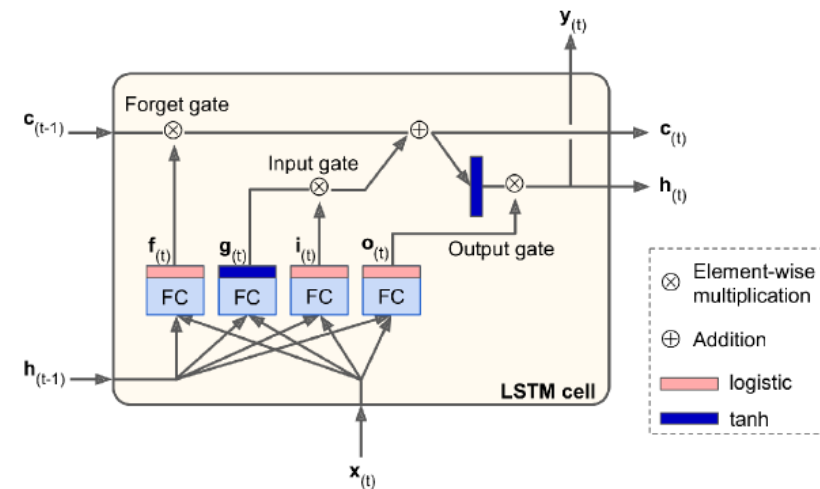 y(t)
Forget gate
c(t-1)
c(t)
Input gate
h(t)
f(t) g(t) i(t) o(t)
Output gate
FC FC FC FC
Element-wise
multiplication
Addition
h(t-1)
LSTM cell
logistic
tanh
x(t)